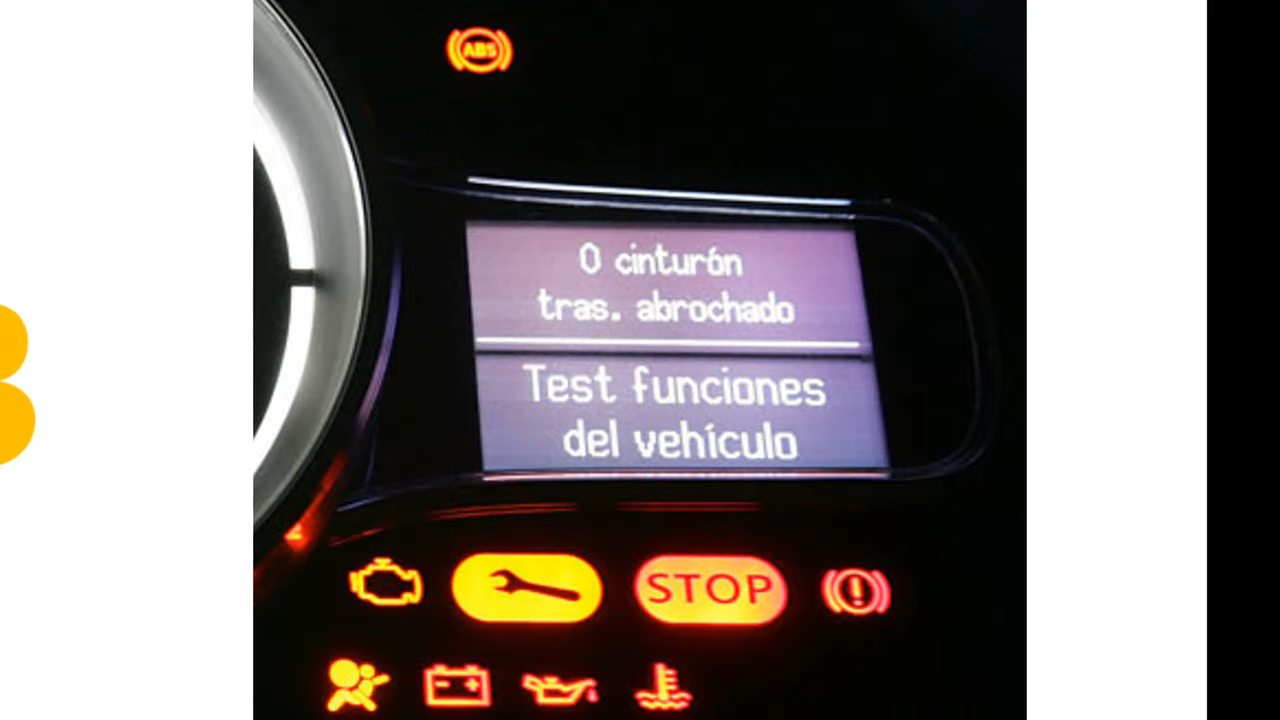 ABS
0 cinturón
tras. abrochado
Test funciones
del vehículo
STOP